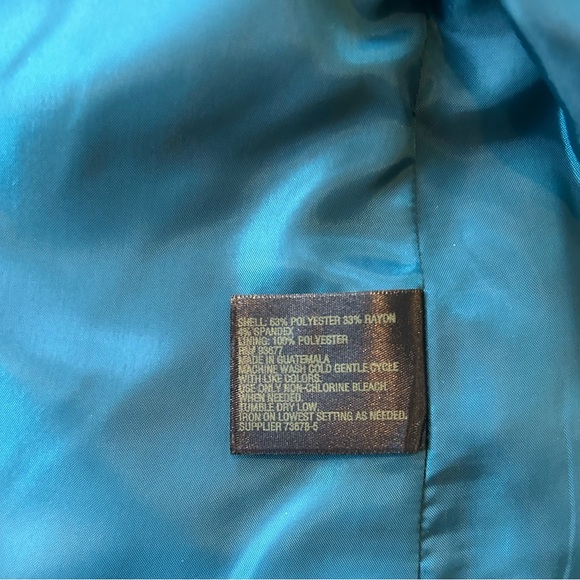 SHELL: 63% POLYESTER 33% RAYON
4% SPANDEX
LINING: 100% POLYESTER
RN# 93677
MADE IN GUATEMALA
MACHINE WASH COLD GENTLE CYCLE
WITH LIKE COLORS.
USE ONLY NON-CHLORINE BLEACH
WHEN NEEDED.
TUMBLE DRY LOW.
IRON ON LOWEST SETTING AS NEEDED.
SUPPLIER 73678-5